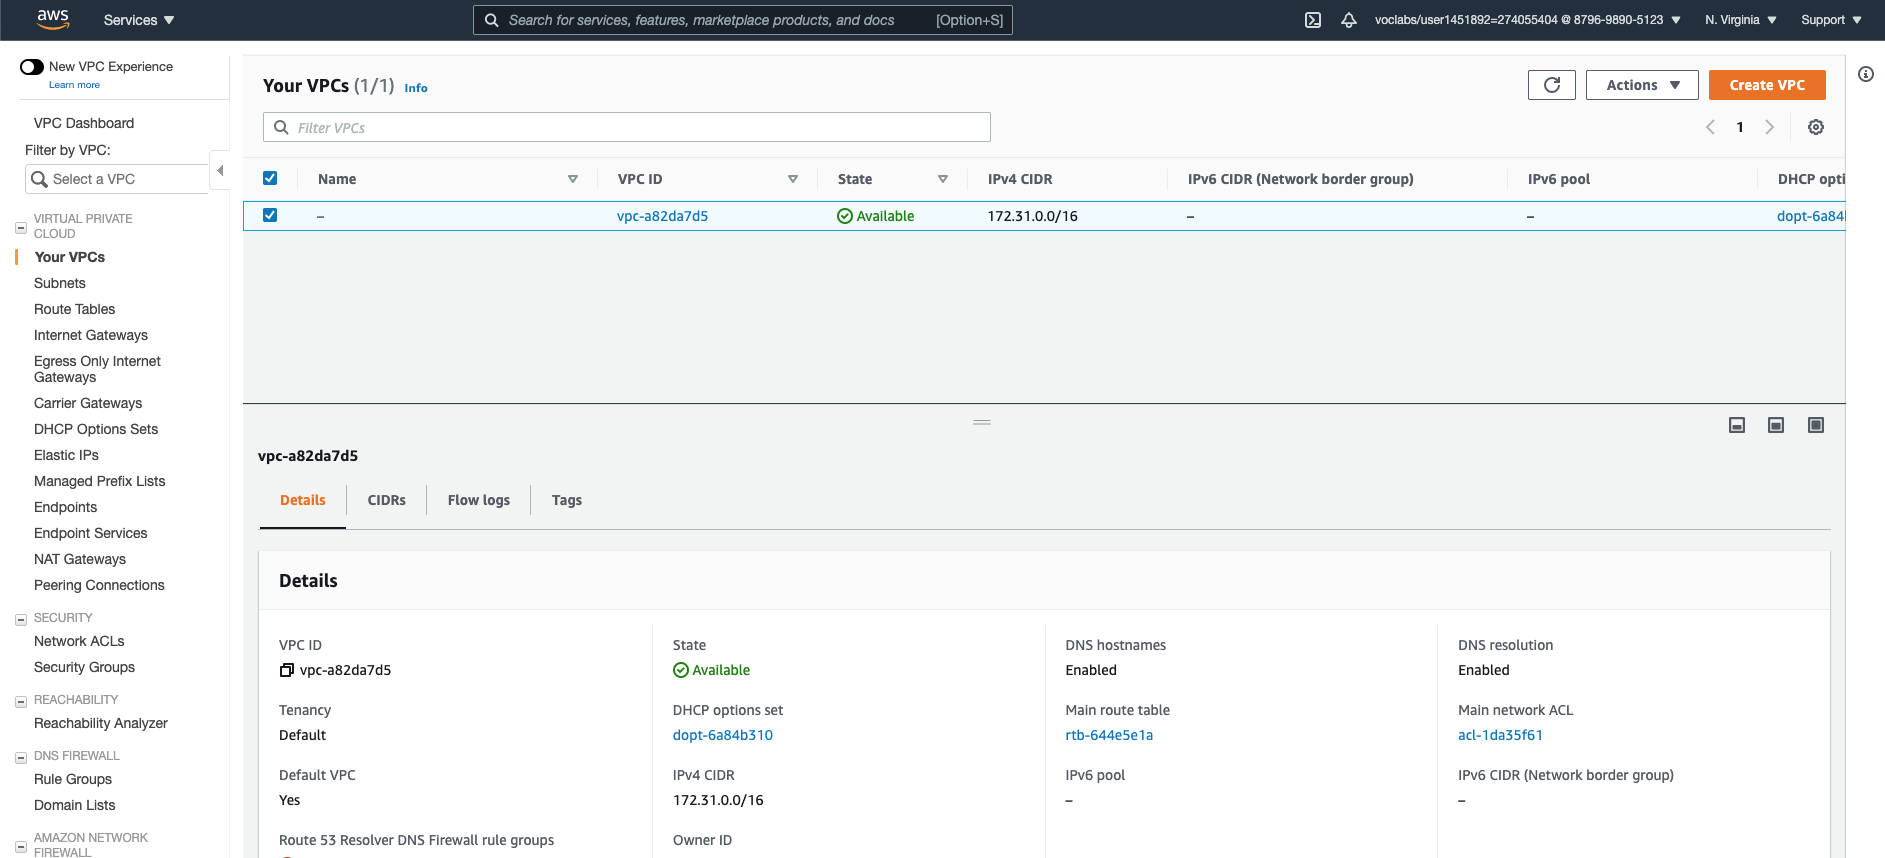 aws
Services
Search for services, features, marketplace products, and docs [Option+S]
voclabs/user1451892=274055404 @ 8796-9890-5123
N. Virginia
Support
New VPC Experience
Learn more
VPC Dashboard
Filter by VPC:
Select a VPC
VIRTUAL PRIVATE
CLOUD
Your VPCs
Subnets
Route Tables
Internet Gateways
Egress Only Internet
Gateways
Carrier Gateways
DHCP Options Sets
Elastic IPs
Managed Prefix Lists
Endpoints
Endpoint Services
NAT Gateways
Peering Connections
SECURITY
Network ACLs
Security Groups
REACHABILITY
Reachability Analyzer
DNS FIREWALL
Rule Groups
Domain Lists
AMAZON NETWORK
FIREWALL
Your VPCs (1/1) Info
Actions
Create VPC
Filter VPCs
1
Name VPC ID State IPv4 CIDR IPv6 CIDR (Network border group) IPv6 pool DHCP opti
– vpc-a82da7d5 Available 172.31.0.0/16 – – dopt-6a84
vpc-a82da7d5
Details CIDRs Flow logs Tags
Details
VPC ID State DNS hostnames DNS resolution
vpc-a82da7d5 Available Enabled Enabled
Tenancy DHCP options set Main route table Main network ACL
Default dopt-6a84b310 rtb-644e5e1a acl-1da35f61
Default VPC IPv4 CIDR IPv6 pool IPv6 CIDR (Network border group)
Yes 172.31.0.0/16 – –
Route 53 Resolver DNS Firewall rule groups Owner ID